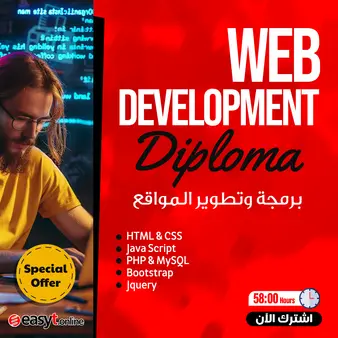 WEB
DEVELOPMENT
Diploma
برمجة وتطوير المواقع
HTML & CSS
Java Script
PHP & MySQL
Bootstrap
jquery
Special
Offer
58:00 Hours
اشترك الآن
easyt.online